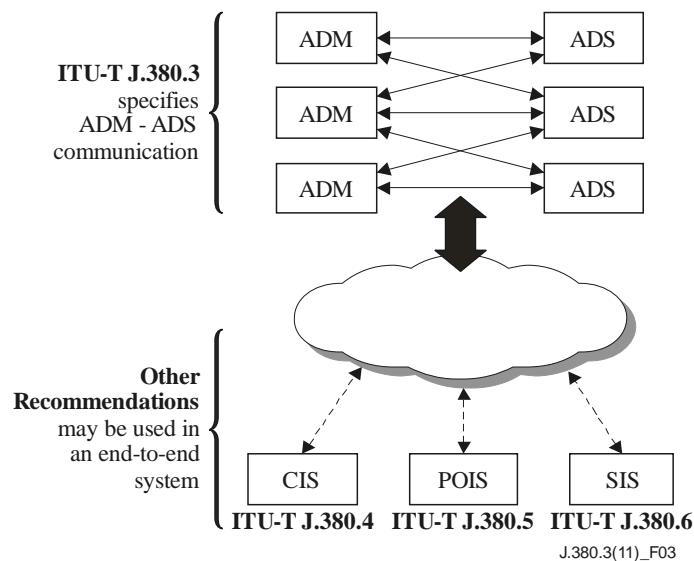 ADM ADS
ITU-T J.380.3
specifies
ADM - ADS
communication
ADM ADS
ADM ADS
Other
Recommendations
may be used in
an end-to-end
system
CIS POIS SIS
ITU-T J.380.4 ITU-T J.380.5 ITU-T J.380.6
J.380.3(11)_F03